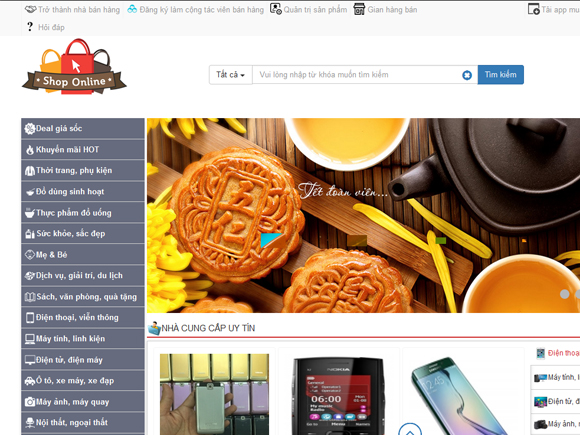 Trở thành nhà bán hàng Đăng ký làm cộng tác viên bán hàng Quản trị sản phẩm Gian hàng bán Tải app mu
Hỏi đáp
Shop Online
Tất cả Vui lòng nhập từ khóa muốn tìm kiếm Tìm kiếm
Deal giá sốc
Khuyến mãi HOT
Thời trang, phụ kiện
Đồ dùng sinh hoạt
Thực phẩm đồ uống
Sức khỏe, sắc đẹp
Mẹ & Bé
Dịch vụ, giải trí, du lịch
Sách, văn phòng, quà tặng
Điện thoại, viễn thông
Máy tính, linh kiện
Điện tử, điện máy
Ô tô, xe máy, xe đạp
Máy ảnh, máy quay
Nội thất, ngoại thất
Tết đoàn viên...
NHÀ CUNG CẤP UY TÍN
NOKIA
06:00
Điện thoạ
Máy tính, l
Điện tử, đ
Máy ảnh, m